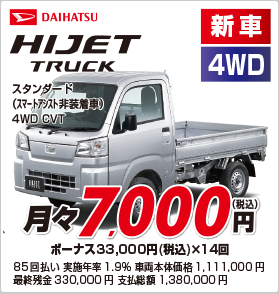 DAIHATSU
新車
HIJET
TRUCK
4WD
スタンダード
(スマートアシスト非装着車)
4WD CVT
月々7,000円(税込)
ボーナス33,000円(税込)×14回
85回払い 実施年率1.9% 車両本体価格1,111,000円
最終残金330,000円 支払総額1,380,000円